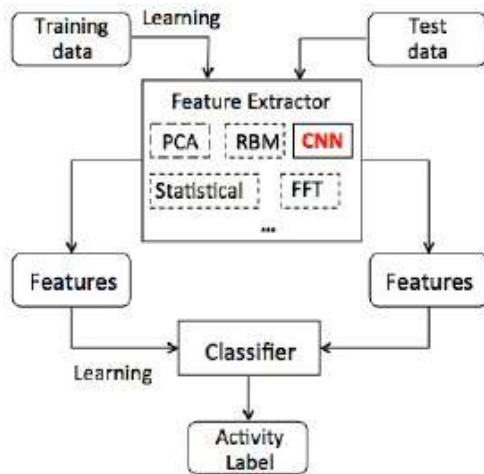 Learning
Training
data
Test
data
Feature Extractor
PCA RBM CNN
Statistical FFT
...
Features
Features
Learning
Classifier
Activity
Label